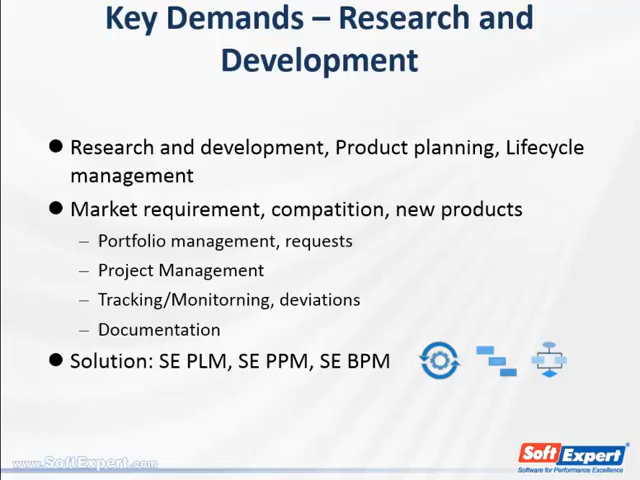 Key Demands – Research and
Development
● Research and development, Product planning, Lifecycle
management
● Market requirement, compatition, new products
– Portfolio management, requests
– Project Management
– Tracking/Monitorning, deviations
– Documentation
● Solution: SE PLM, SE PPM, SE BPM
www.SoftExpert.com
Soft Expert®
Software for Performance Excellence